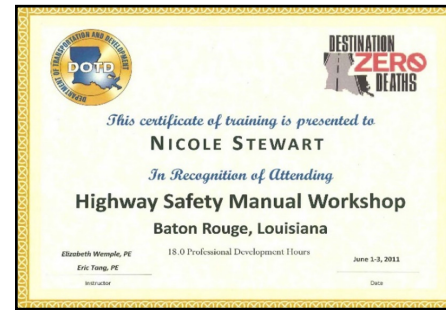 DEPARTMENT OF TRANSPORTATION AND DEVELOPMENT
DOTD
DESTINATION
ZERO
DEATHS
This certificate of training is presented to
NICOLE STEWART
In Recognition of Attending
Highway Safety Manual Workshop
Baton Rouge, Louisiana
Elizabeth Wemple, PE
18.0 Professional Development Hours
June 1-3, 2011
Eric Tang, PE
Instructor
Date